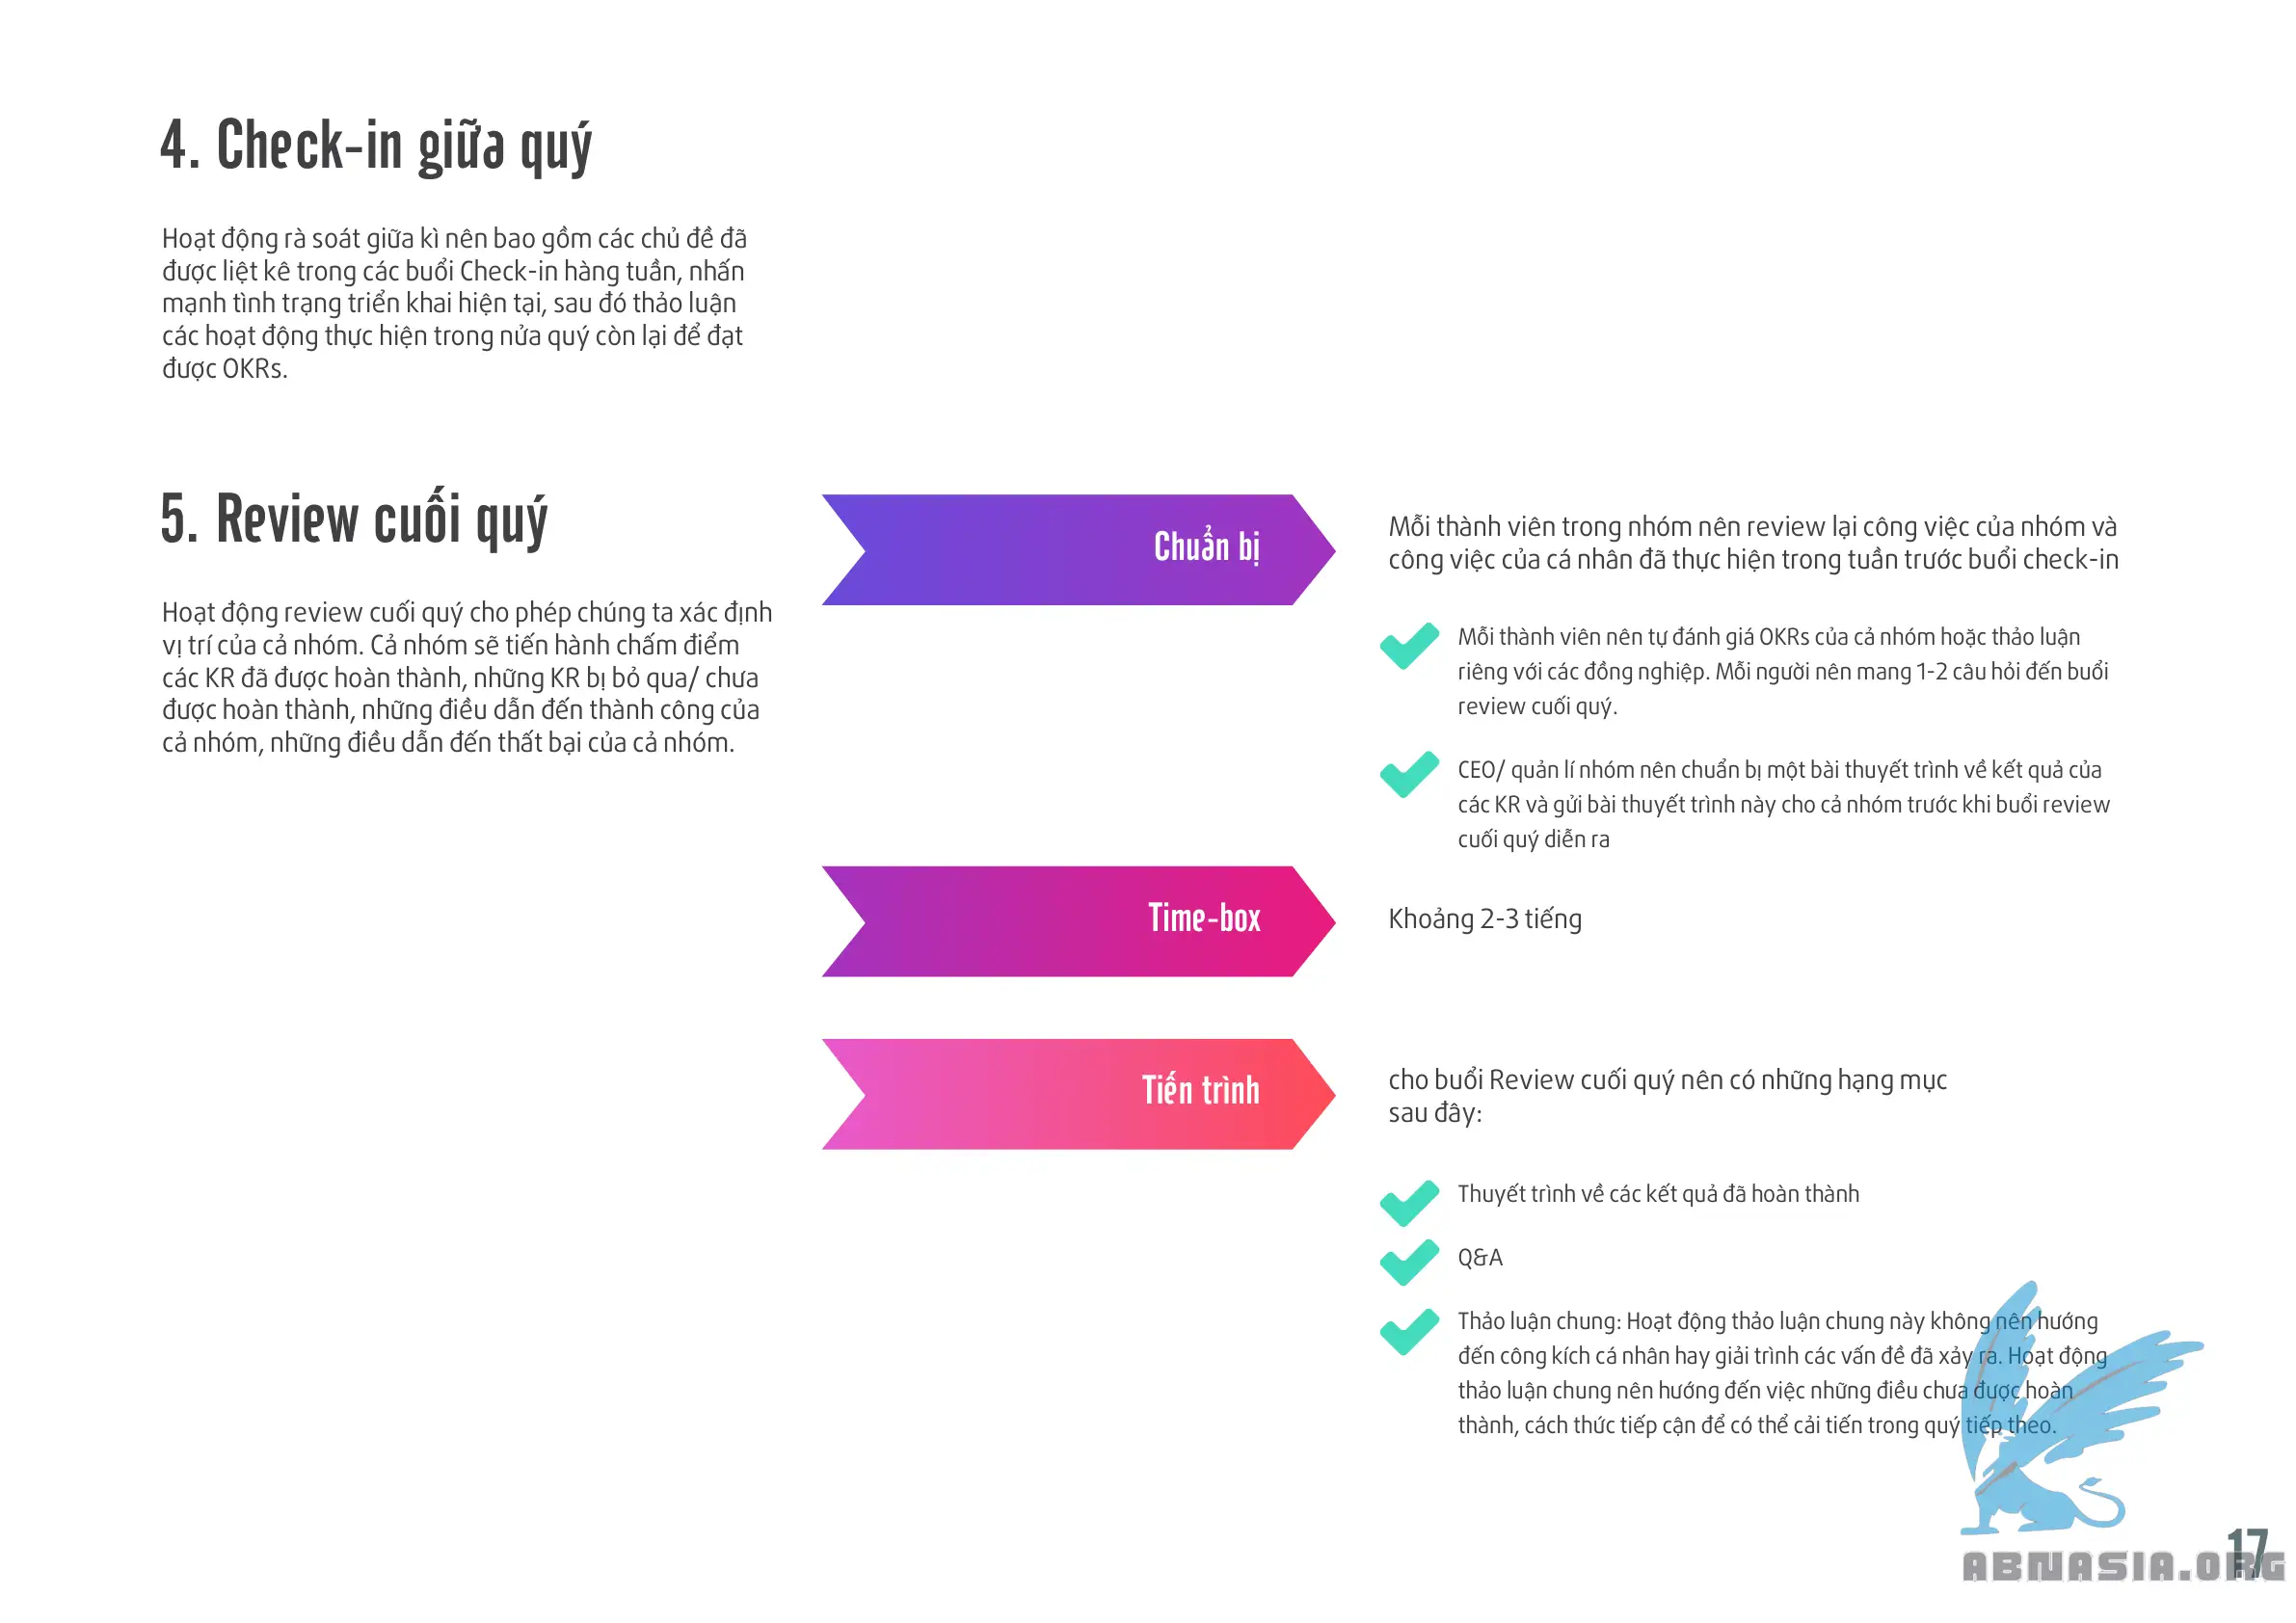 4. Check-in giữa quý
Hoạt động rà soát giữa kì nên bao gồm các chủ đề đã
được liệt kê trong các buổi Check-in hàng tuần, nhấn
mạnh tình trạng triển khai hiện tại, sau đó thảo luận
các hoạt động thực hiện trong nửa quý còn lại để đạt
được OKRs.
5. Review cuối quý
Hoạt động review cuối quý cho phép chúng ta xác định
vị trí của cả nhóm. Cả nhóm sẽ tiến hành chấm điểm
các KR đã được hoàn thành, những KR bị bỏ qua/ chưa
được hoàn thành, những điều dẫn đến thành công của
cả nhóm, những điều dẫn đến thất bại của cả nhóm.
Chuẩn bị
Mỗi thành viên trong nhóm nên review lại công việc của nhóm và
công việc của cá nhân đã thực hiện trong tuần trước buổi check-in
Mỗi thành viên nên tự đánh giá OKRs của cả nhóm hoặc thảo luận
riêng với các đồng nghiệp. Mỗi người nên mang 1-2 câu hỏi đến buổi
review cuối quý.
CEO/ quản lí nhóm nên chuẩn bị một bài thuyết trình về kết quả của
các KR và gửi bài thuyết trình này cho cả nhóm trước khi buổi review
cuối quý diễn ra
Time-box
Khoảng 2-3 tiếng
Tiến trình
cho buổi Review cuối quý nên có những hạng mục
sau đây:
Thuyết trình về các kết quả đã hoàn thành
Q&A
Thảo luận chung: Hoạt động thảo luận chung này không nên hướng
đến công kích cá nhân hay giải trình các vấn đề đã xảy ra. Hoạt động
thảo luận chung nên hướng đến việc những điều chưa được hoàn
thành, cách thức tiếp cận để có thể cải tiến trong quý tiếp theo.
17
ABNASIA.ORG